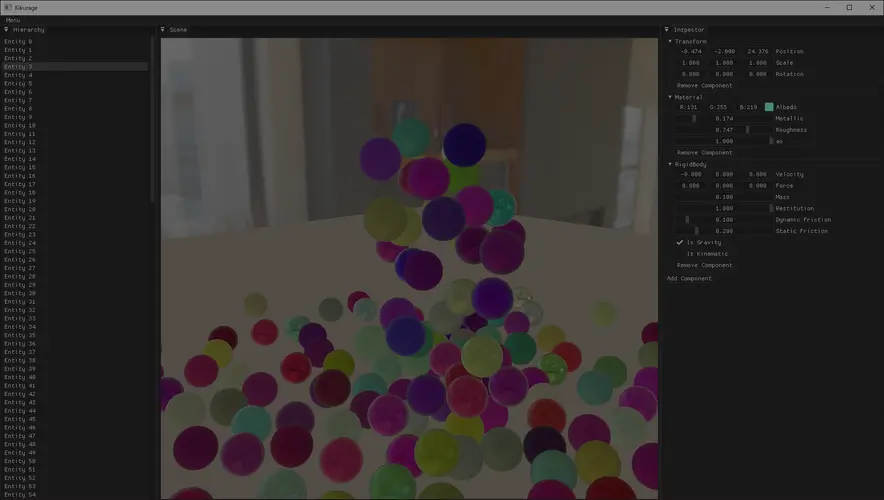 Kikurage
Menu
Hierarchy
Entity 0
Entity 1
Entity 2
Entity 3
Entity 4
Entity 5
Entity 6
Entity 7
Entity 8
Entity 9
Entity 10
Entity 11
Entity 12
Entity 13
Entity 14
Entity 15
Entity 16
Entity 17
Entity 18
Entity 19
Entity 20
Entity 21
Entity 22
Entity 23
Entity 24
Entity 25
Entity 26
Entity 27
Entity 28
Entity 29
Entity 30
Entity 31
Entity 32
Entity 33
Entity 34
Entity 35
Entity 36
Entity 37
Entity 38
Entity 39
Entity 40
Entity 41
Entity 42
Entity 43
Entity 44
Entity 45
Entity 46
Entity 47
Entity 48
Entity 49
Entity 50
Entity 51
Entity 52
Entity 53
Entity 54
Scene
Inspector
Transform
-0.474 -2.000 24.376 Position
1.000 1.000 1.000 Scale
0.000 0.000 0.000 Rotation
Remove Component
Material
R:131 G:255 B:219 Albedo
0.174 Metallic
0.747 Roughness
1.000 ao
Remove Component
RigidBody
-0.000 0.000 0.000 Velocity
0.000 0.000 0.000 Force
0.100 Mass
1.000 Restitution
0.100 Dynamic Friction
0.200 Static Friction
Is Gravity
Is Kinematic
Remove Component
Add Component